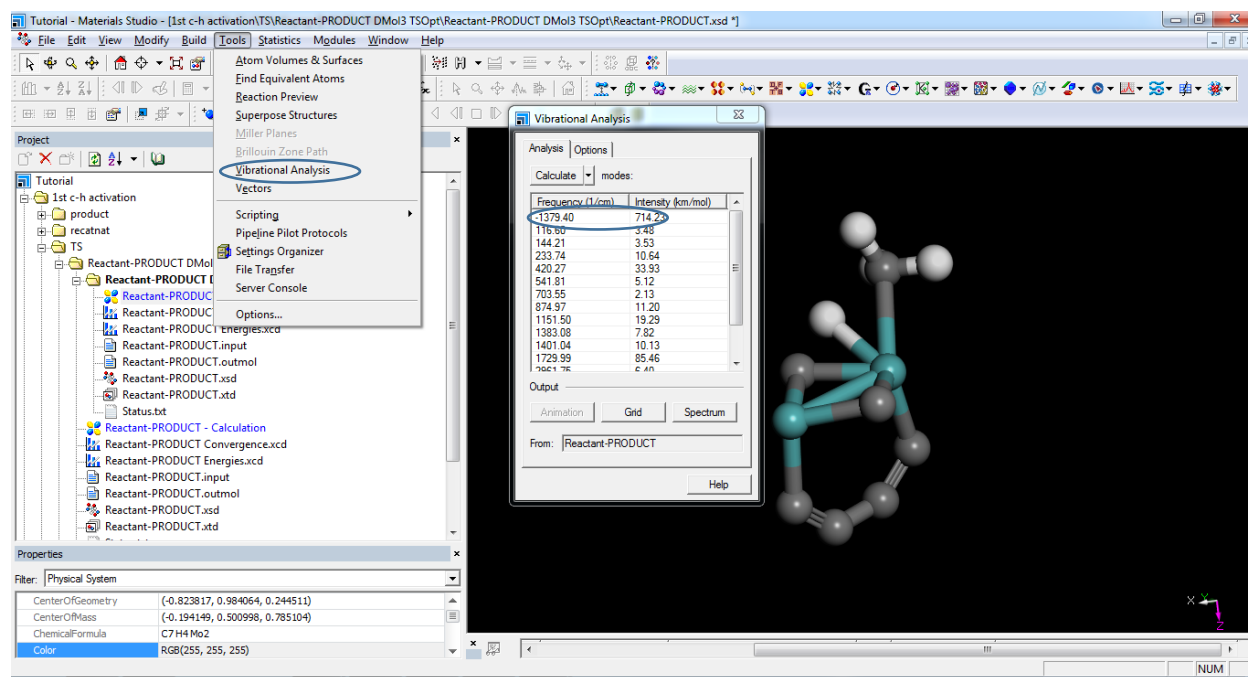 Tutorial - Materials Studio - [1st c-h activation\TS\Reactant-PRODUCT DMol3 TSOpt\Reactant-PRODUCT DMol3 TSOpt\Reactant-PRODUCT.xsd *]
File Edit View Modify Build Tools Statistics Modules Window Help
Atom Volumes & Surfaces
Find Equivalent Atoms
Reaction Preview
Superpose Structures
Miller Planes
Brillouin Zone Path
Vibrational Analysis
Vectors
Scripting
Pipeline Pilot Protocols
Settings Organizer
File Transfer
Server Console
Options...
Project
Tutorial
1st c-h activation
product
recatnat
TS
Reactant-PRODUCT DMol
Reactant-PRODUCT
Reactant-PRODUC
Reactant-PRODUC
Reactant-PRODUCT Energies.xcd
Reactant-PRODUCT.input
Reactant-PRODUCT.outmol
Reactant-PRODUCT.xsd
Reactant-PRODUCT.xtd
Status.txt
Reactant-PRODUCT - Calculation
Reactant-PRODUCT Convergence.xcd
Reactant-PRODUCT Energies.xcd
Reactant-PRODUCT.input
Reactant-PRODUCT.outmol
Reactant-PRODUCT.xsd
Reactant-PRODUCT.xtd
Vibrational Analysis
Analysis Options
Calculate modes:
Frequency (1/cm) Intensity (km/mol)
-1379.40 714.23
116.60 3.48
144.21 3.53
233.74 10.64
420.27 33.93
541.81 5.12
703.55 2.13
874.97 11.20
1151.50 19.29
1383.08 7.82
1401.04 10.13
1729.99 85.46
2961.75 6.40
Output
Animation Grid Spectrum
From: Reactant-PRODUCT
Help
Properties
Filter: Physical System
CenterOfGeometry (-0.823817, 0.984064, 0.244511)
CenterOfMass (-0.194149, 0.500998, 0.785104)
ChemicalFormula C7 H4 Mo2
Color RGB(255, 255, 255)
X Y
Z
NUM